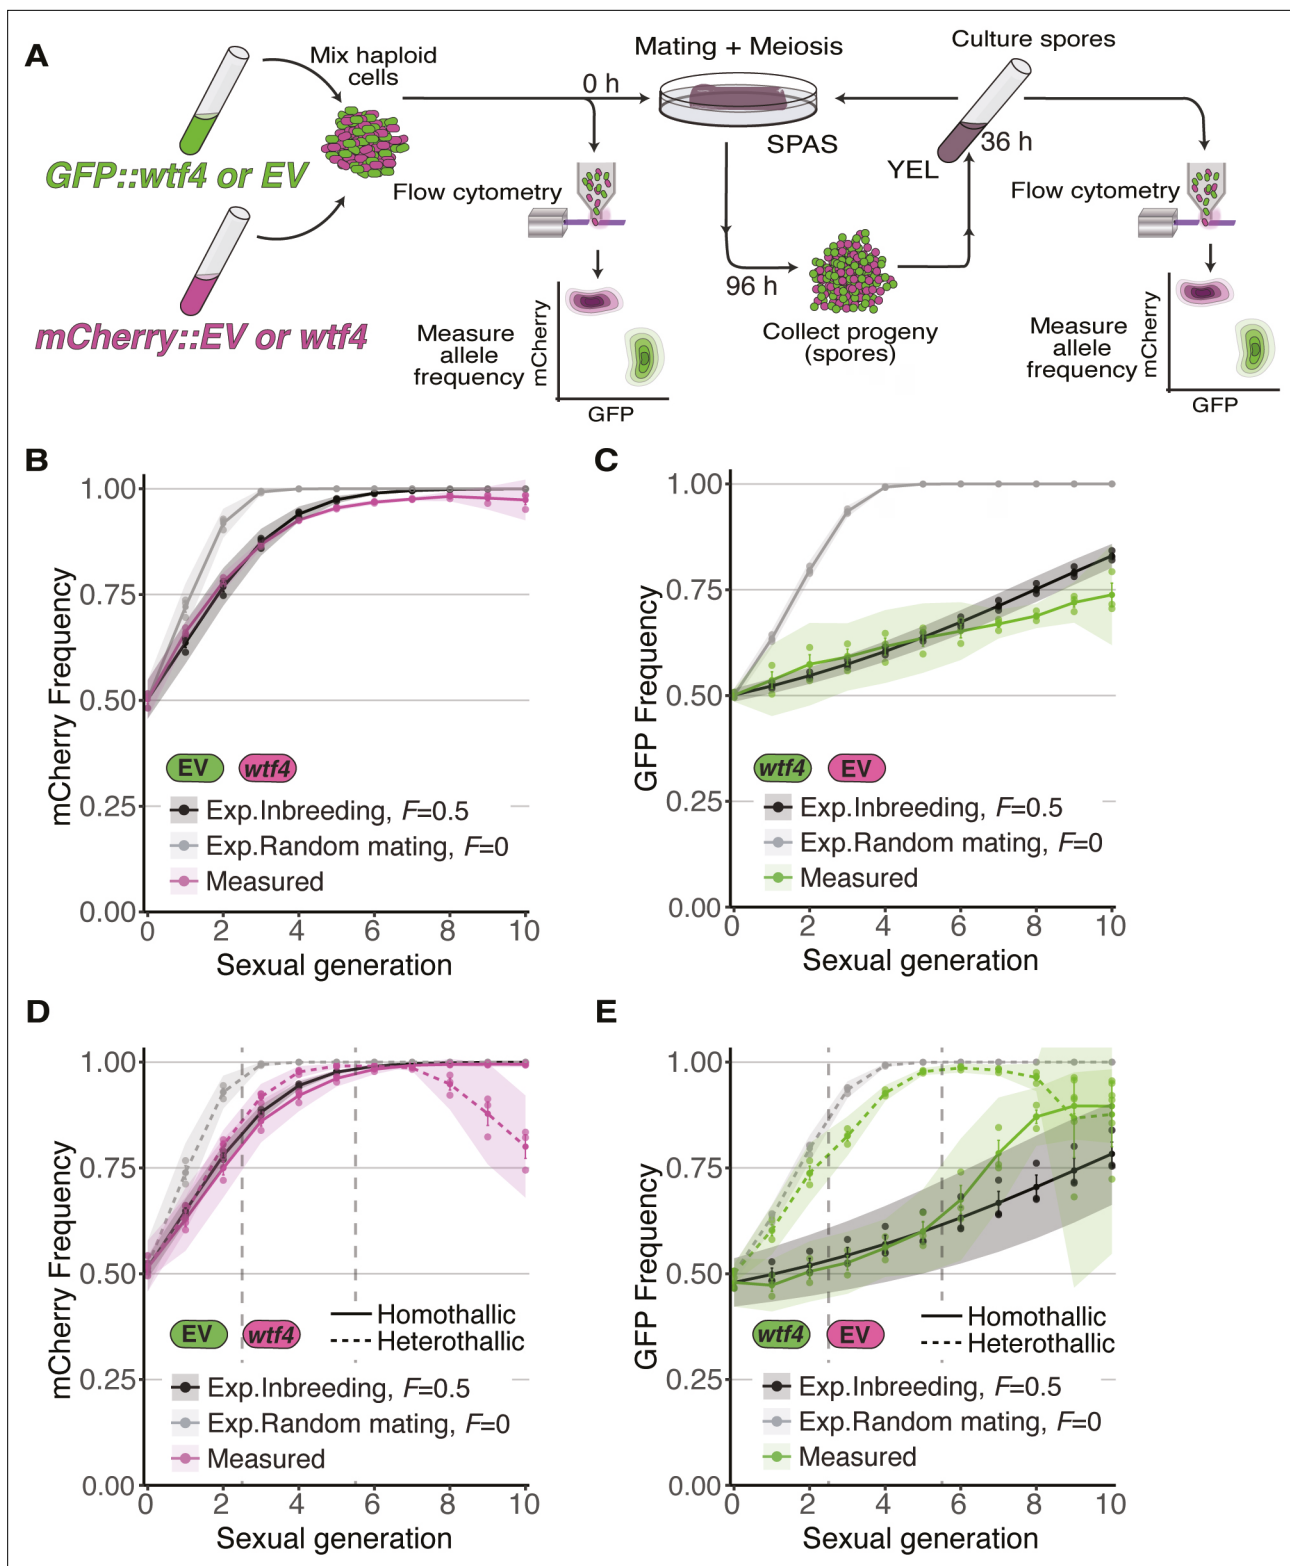 A
Mix haploid
cells
0 h
Mating + Meiosis
Culture spores
SPAS
36 h
YEL
GFP::wtf4 or EV
Flow cytometry
Flow cytometry
mCherry::EV or wtf4
96 h
Collect progeny
(spores)
Measure
allele
frequency
mCherry
GFP
Measure
allele
frequency
mCherry
GFP
B
mCherry Frequency
1.00
0.75
0.50
0.25
0.00
EV wtf4
Exp.Inbreeding, F=0.5
Exp.Random mating, F=0
Measured
0 2 4 6 8 10
Sexual generation
C
GFP Frequency
1.00
0.75
0.50
0.25
0.00
wtf4 EV
Exp.Inbreeding, F=0.5
Exp.Random mating, F=0
Measured
0 2 4 6 8 10
Sexual generation
D
mCherry Frequency
1.00
0.75
0.50
0.25
0.00
Homothallic
Heterothallic
EV wtf4
Exp.Inbreeding, F=0.5
Exp.Random mating, F=0
Measured
0 2 4 6 8 10
Sexual generation
E
GFP Frequency
1.00
0.75
0.50
0.25
0.00
Homothallic
Heterothallic
wtf4 EV
Exp.Inbreeding, F=0.5
Exp.Random mating, F=0
Measured
0 2 4 6 8 10
Sexual generation